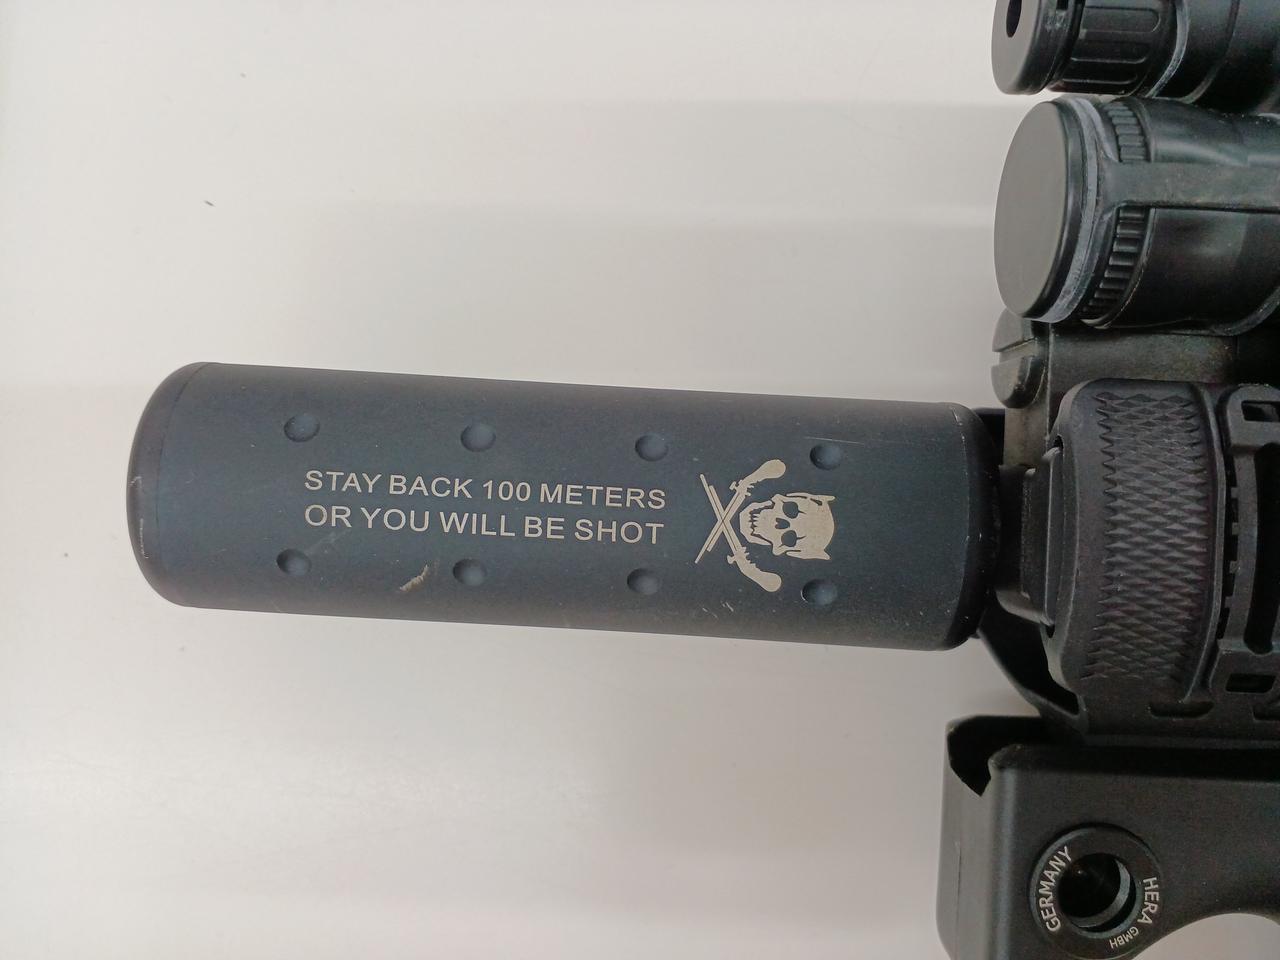 STAY BACK 100 METERS
OR YOU WILL BE SHOT
GERMANY
HERA GMBH